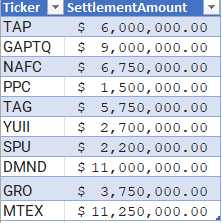 Ticker SettlementAmount
TAP $ 6,000,000.00
GAPTQ $ 9,000,000.00
NAFC $ 6,750,000.00
PPC $ 1,500,000.00
TAG $ 5,750,000.00
YUII $ 2,700,000.00
SPU $ 2,200,000.00
DMND $ 11,000,000.00
GRO $ 3,750,000.00
MTEX $ 11,250,000.00